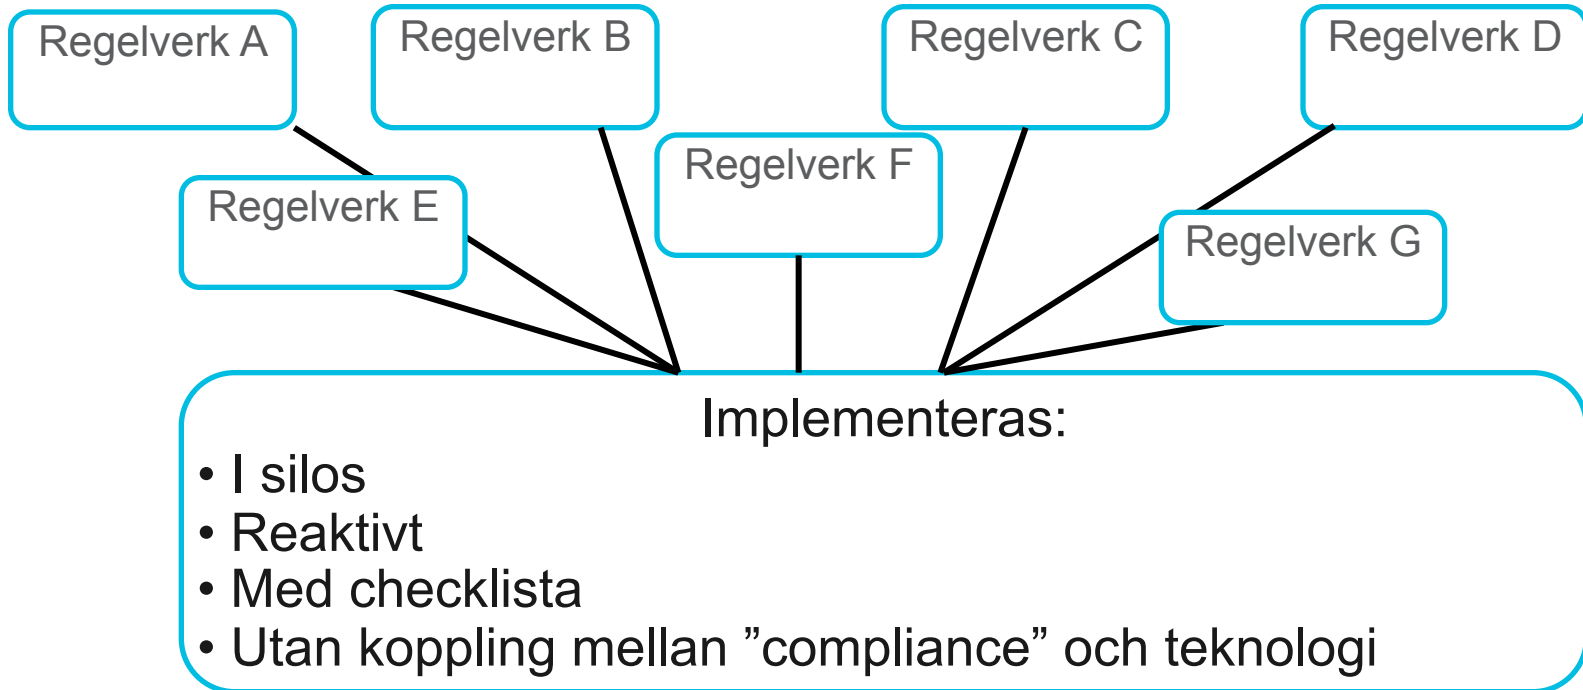 Regelverk A
Regelverk B
Regelverk C
Regelverk D
Regelverk E
Regelverk F
Regelverk G
Implementeras:
• I silos
• Reaktivt
• Med checklista
• Utan koppling mellan ”compliance” och teknologi